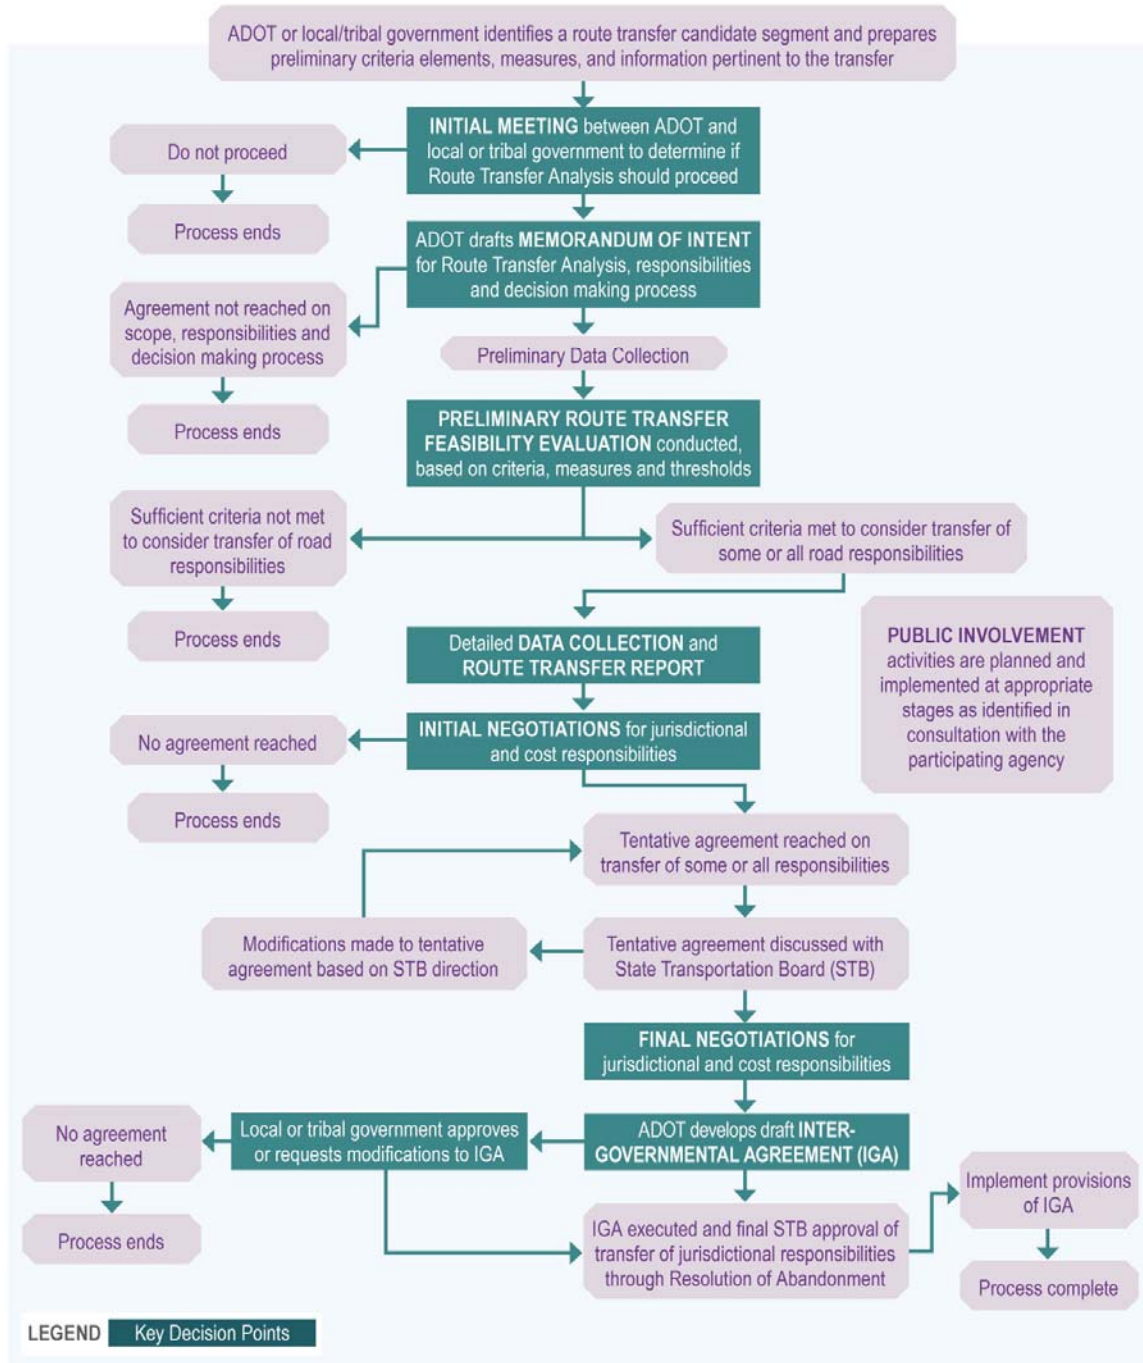 ADOT or local/tribal government identifies a route transfer candidate segment and prepares
preliminary criteria elements, measures, and information pertinent to the transfer
INITIAL MEETING between ADOT and
local or tribal government to determine if
Route Transfer Analysis should proceed
Do not proceed
Process ends
ADOT drafts MEMORANDUM OF INTENT
for Route Transfer Analysis, responsibilities
and decision making process
Agreement not reached on
scope, responsibilities and
decision making process
Process ends
Preliminary Data Collection
PRELIMINARY ROUTE TRANSFER
FEASIBILITY EVALUATION conducted,
based on criteria, measures and thresholds
Sufficient criteria not met
to consider transfer of road
responsibilities
Process ends
Sufficient criteria met to consider transfer of
some or all road responsibilities
PUBLIC INVOLVEMENT
activities are planned and
implemented at appropriate
stages as identified in
consultation with the
participating agency
Detailed DATA COLLECTION and
ROUTE TRANSFER REPORT
INITIAL NEGOTIATIONS for jurisdictional
and cost responsibilities
No agreement reached
Process ends
Tentative agreement reached on
transfer of some or all responsibilities
Tentative agreement discussed with
State Transportation Board (STB)
Modifications made to tentative
agreement based on STB direction
FINAL NEGOTIATIONS for
jurisdictional and cost responsibilities
ADOT develops draft INTER-
GOVERNMENTAL AGREEMENT (IGA)
Local or tribal government approves
or requests modifications to IGA
No agreement
reached
Process ends
IGA executed and final STB approval of
transfer of jurisdictional responsibilities
through Resolution of Abandonment
Implement provisions
of IGA
Process complete
LEGEND Key Decision Points